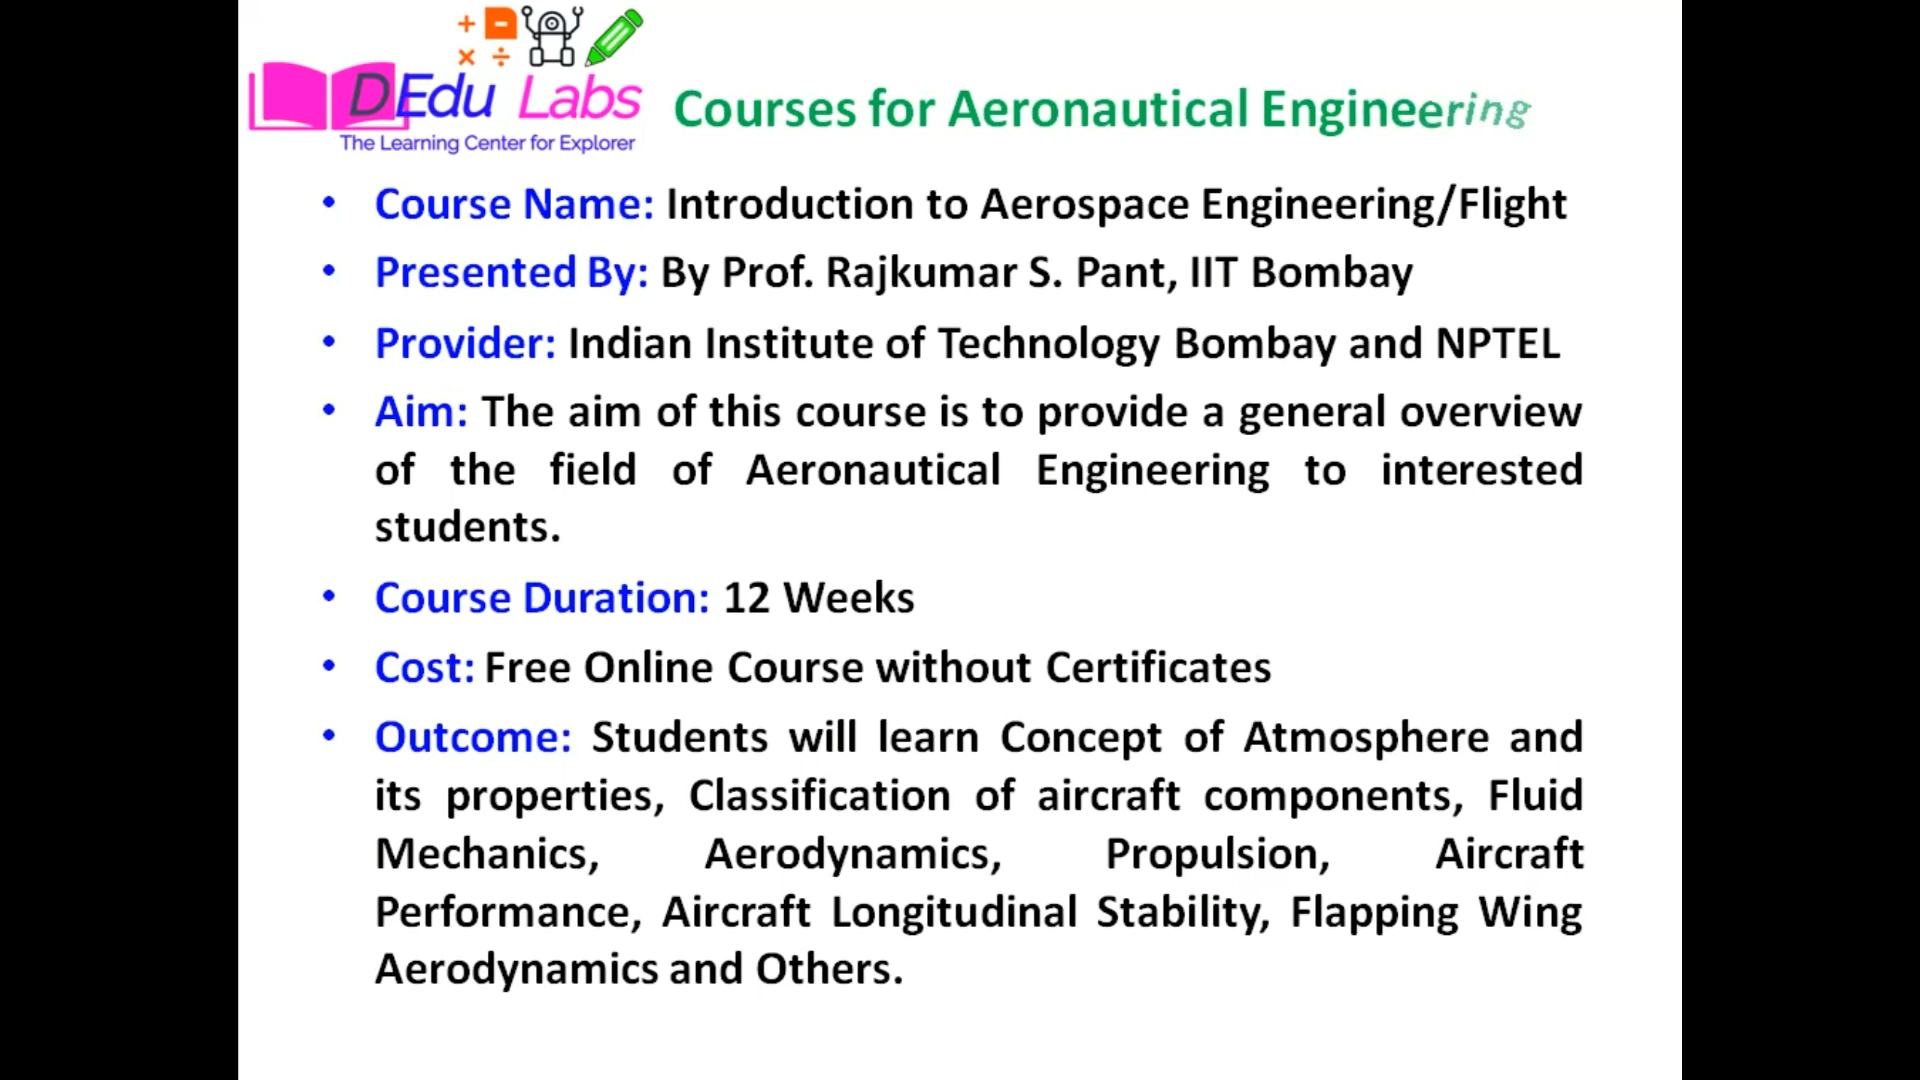 DEdu Labs
The Learning Center for Explorer
Courses for Aeronautical Engineering
• Course Name: Introduction to Aerospace Engineering/Flight
• Presented By: By Prof. Rajkumar S. Pant, IIT Bombay
• Provider: Indian Institute of Technology Bombay and NPTEL
• Aim: The aim of this course is to provide a general overview
of the field of Aeronautical Engineering to interested
students.
• Course Duration: 12 Weeks
• Cost: Free Online Course without Certificates
• Outcome: Students will learn Concept of Atmosphere and
its properties, Classification of aircraft components, Fluid
Mechanics, Aerodynamics, Propulsion, Aircraft
Performance, Aircraft Longitudinal Stability, Flapping Wing
Aerodynamics and Others.